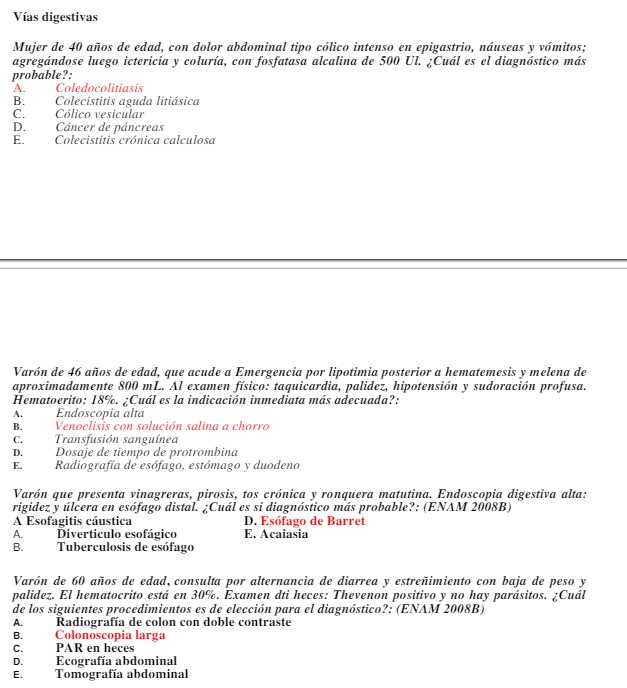 Vías digestivas
Mujer de 40 años de edad, con dolor abdominal tipo cólico intenso en epigastrio, náuseas y vómitos;
agregándose luego ictericia y coluría, con fosfatasa alcalina de 500 Ul. ¿Cuál es el diagnóstico más
probable?:
A. Coledocolitiasis
B. Colecistitis aguda litiásica
C. Cólico vesicular
D. Cáncer de páncreas
E. Colecistitis crónica calculosa
Varón de 46 años de edad, que acude a Emergencia por lipotimia posterior a hematemesis y melena de
aproximadamente 800 mL. Al examen físico: taquicardia, palidez, hipotensión y sudoración profusa.
Hematoerito: 18%. ¿Cuál es la indicación inmediata más adecuada?:
A. Endoscopia alta
B. Venoclisis con solución salina a chorro
C. Transfusión sanguínea
D. Dosaje de tiempo de protrombina
E. Radiografía de esófago, estómago y duodeno
Varón que presenta vinagreras, pirosis, tos crónica y ronquera matutina. Endoscopia digestiva alta:
rigidez y úlcera en esófago distal. ¿Cuál es si diagnóstico más probable?: (ENAM 2008B)
A Esofagitis cáustica D. Esófago de Barret
A. Diverticulo esofágico E. Acaiasia
B. Tuberculosis de esófago
Varón de 60 años de edad, consulta por alternancia de diarrea y estreñimiento con baja de peso y
palidez. El hematocrito está en 30%. Examen dti heces: Thevenon positivo y no hay parásitos. ¿Cuál
de los siguientes procedimientos es de elección para el diagnóstico?: (ENAM 2008B)
A. Radiografía de colon con doble contraste
B. Colonoscopia larga
C. PAR en heces
D. Ecografía abdominal
E. Tomografía abdominal